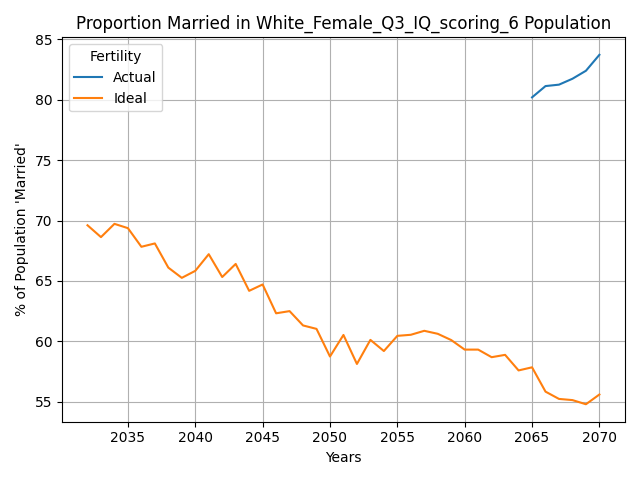 Proportion Married in White_Female_Q3_IQ_scoring_6 Population
Fertility
Actual
Ideal
% of Population 'Married'
85
80
75
70
65
60
55
2035 2040 2045 2050 2055 2060 2065 2070
Years